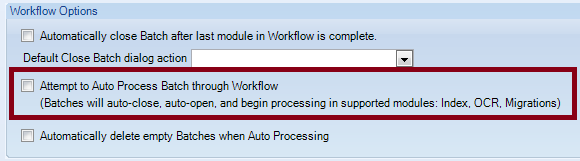 Workflow Options
Automatically close Batch after last module in Workflow is complete.
Default Close Batch dialog action
Attempt to Auto Process Batch through Workflow
(Batches will auto-close, auto-open, and begin processing in supported modules: Index, OCR, Migrations)
Automatically delete empty Batches when Auto Processing